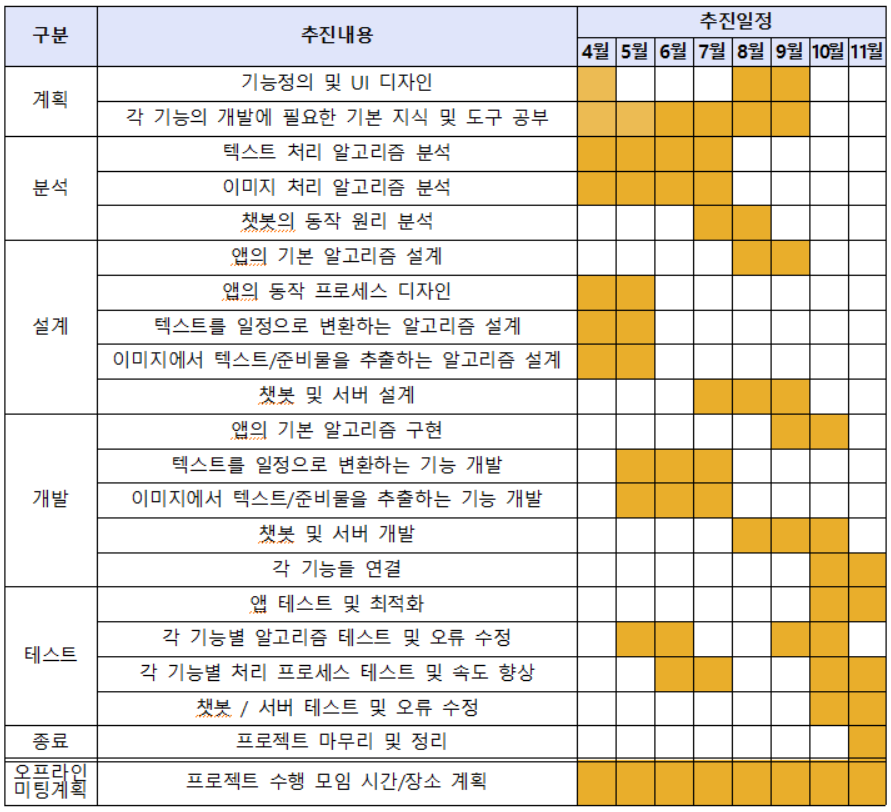 구분 추진내용 추진일정
4월 5월 6월 7월 8월 9월 10월 11월
계획
기능정의 및 UI 디자인
각 기능의 개발에 필요한 기본 지식 및 도구 공부
분석
텍스트 처리 알고리즘 분석
이미지 처리 알고리즘 분석
챗봇의 동작 원리 분석
설계
앱의 기본 알고리즘 설계
앱의 동작 프로세스 디자인
텍스트를 일정으로 변환하는 알고리즘 설계
이미지에서 텍스트/준비물을 추출하는 알고리즘 설계
챗봇 및 서버 설계
개발
앱의 기본 알고리즘 구현
텍스트를 일정으로 변환하는 기능 개발
이미지에서 텍스트/준비물을 추출하는 기능 개발
챗봇 및 서버 개발
각 기능들 연결
테스트
앱 테스트 및 최적화
각 기능별 알고리즘 테스트 및 오류 수정
각 기능별 처리 프로세스 테스트 및 속도 향상
챗봇 / 서버 테스트 및 오류 수정
종료 프로젝트 마무리 및 정리
오프라인
미팅계획
프로젝트 수행 모임 시간/장소 계획